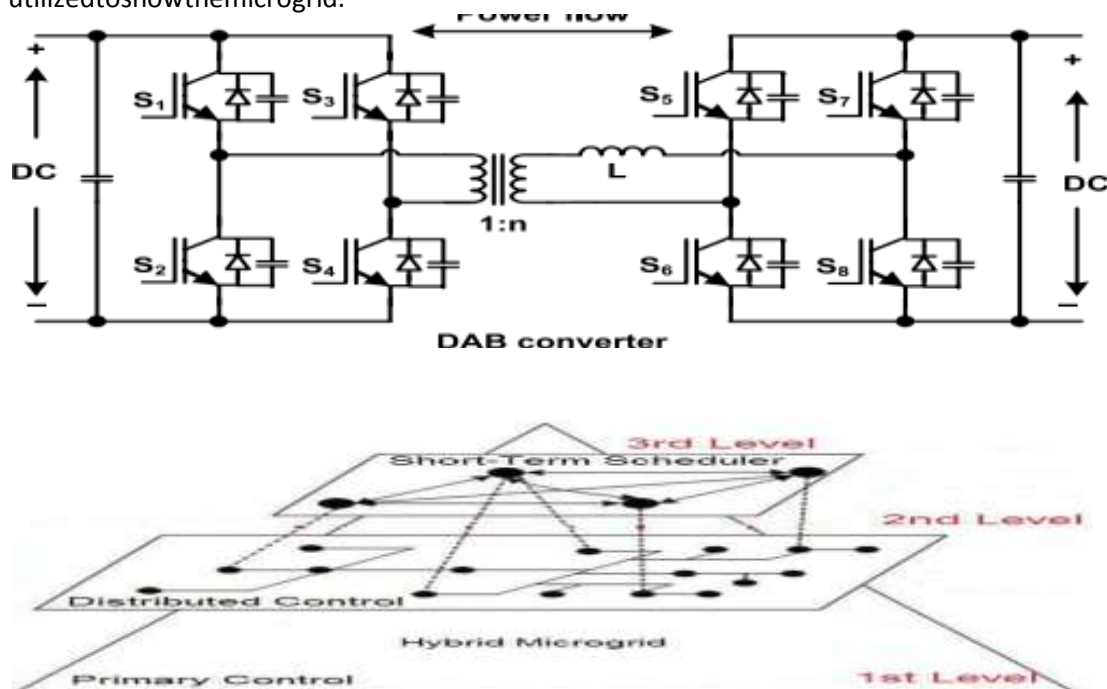 utilizedtoshowthemicrogrid.
Power flow
+
+
S1
S3
S5
S7
DC
L
DC
1:n
S2
S4
S6
S8
−
−
DAB converter
3rd Level
Short-Term Scheduler
2nd Level
Distributed Control
Hybrid Microgrid
Primary Control
1st Level